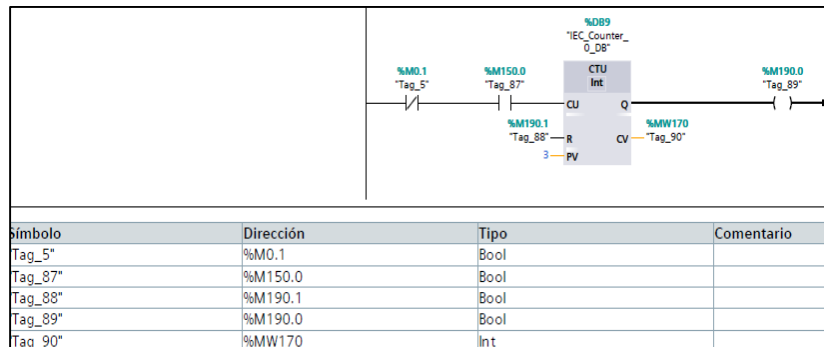 %DB9
"IEC_Counter_
0_DB"
%M0.1
"Tag_5"
%M150.0
"Tag_87"
CTU
Int
%M190.0
"Tag_89"
CU
Q
%M190.1
"Tag_88"
R
CV
%MW170
"Tag_90"
3
PV
Símbolo Dirección Tipo Comentario
"Tag_5" %M0.1 Bool
"Tag_87" %M150.0 Bool
"Tag_88" %M190.1 Bool
"Tag_89" %M190.0 Bool
"Tag_90" %MW170 Int